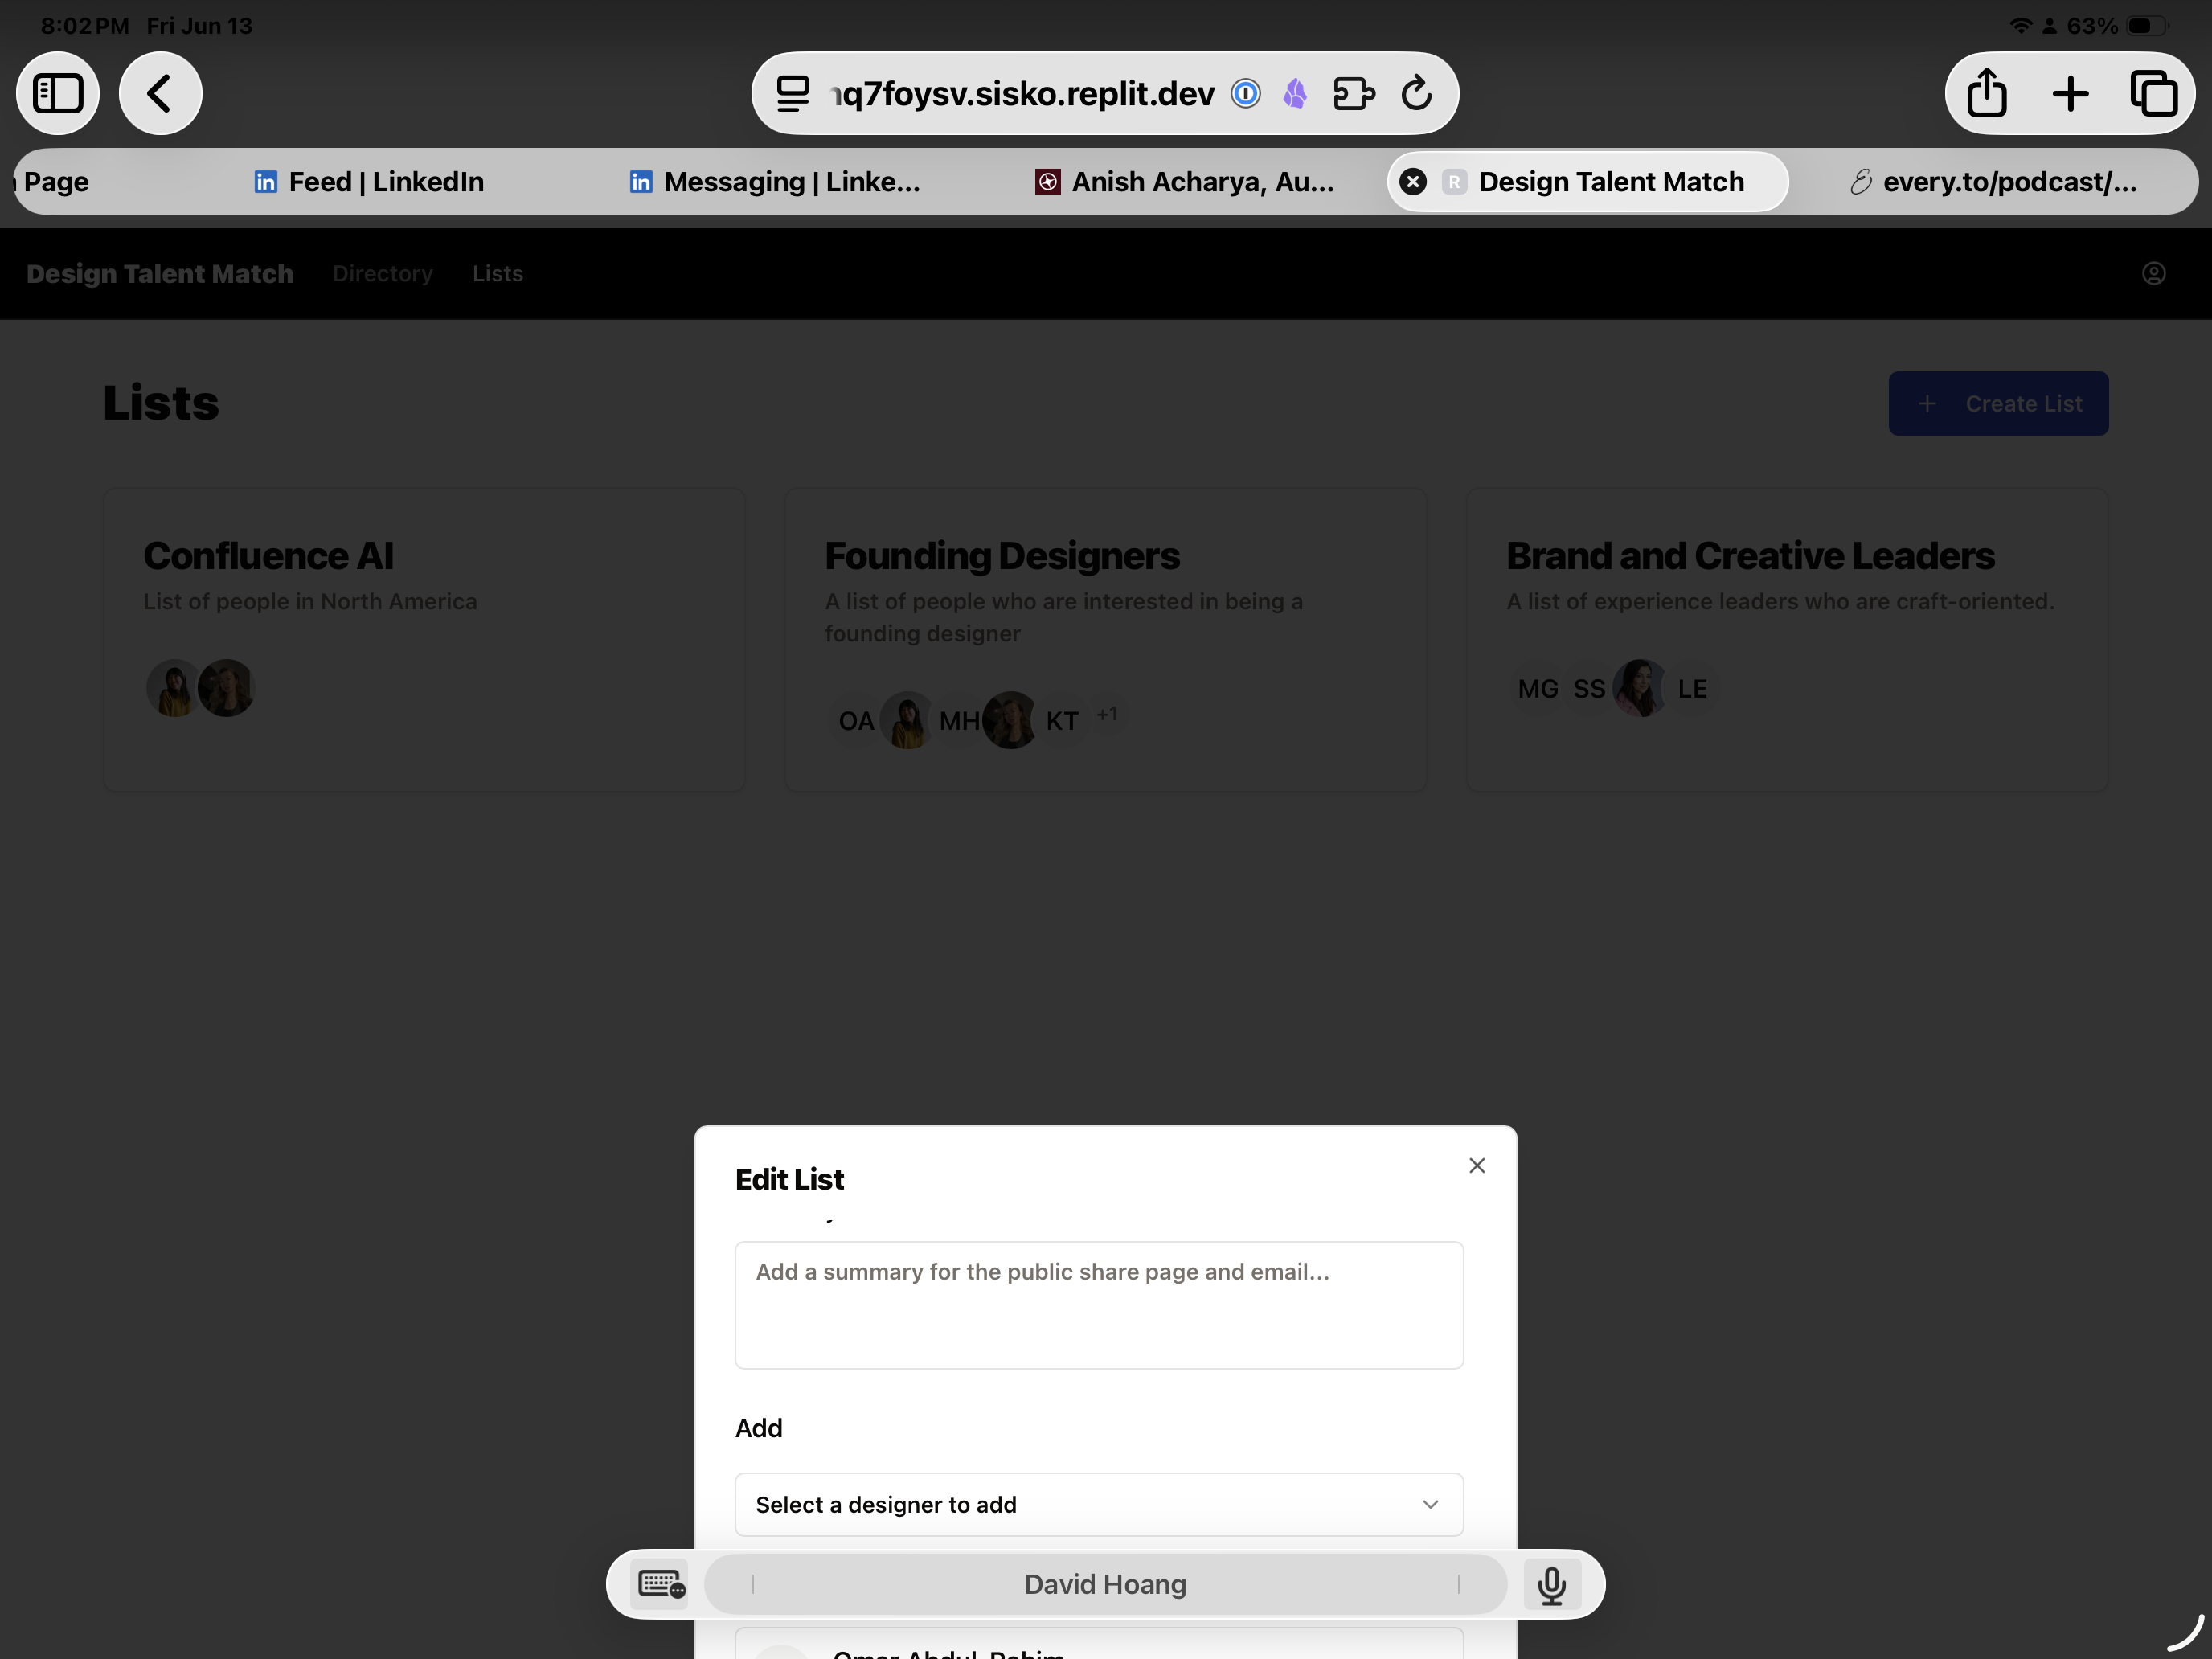 8:02 PM Fri Jun 13
63%
q7foysv.sisko.replit.dev
Page
Feed | LinkedIn
Messaging | Linke...
Anish Acharya, Au...
R
Design Talent Match
every.to/podcast/...
Design Talent Match
Directory
Lists
Lists
+ Create List
Confluence AI
List of people in North America
Founding Designers
A list of people who are interested in being a
founding designer
OA
MH
KT
+1
Brand and Creative Leaders
A list of experience leaders who are craft-oriented.
MG
SS
LE
Edit List
Add a summary for the public share page and email...
Add
Select a designer to add
David Hoang
Omar Abdul-Rahim